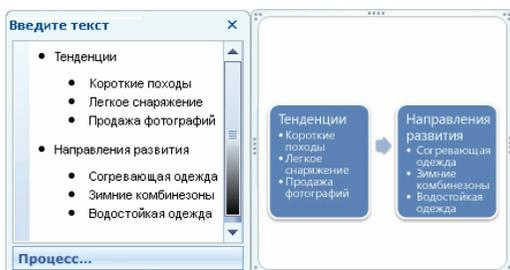 Введите текст
Тенденции
Короткие походы
Легкое снаряжение
Продажа фотографий
Направления развития
Согревающая одежда
Зимние комбинезоны
Водостойкая одежда
Процесс...
Тенденции
• Короткие
походы
• Легкое
снаряжение
• Продажа
фотографий
Направления
развития
• Согревающая
одежда
• Зимние
комбинезоны
• Водостойкая
одежда